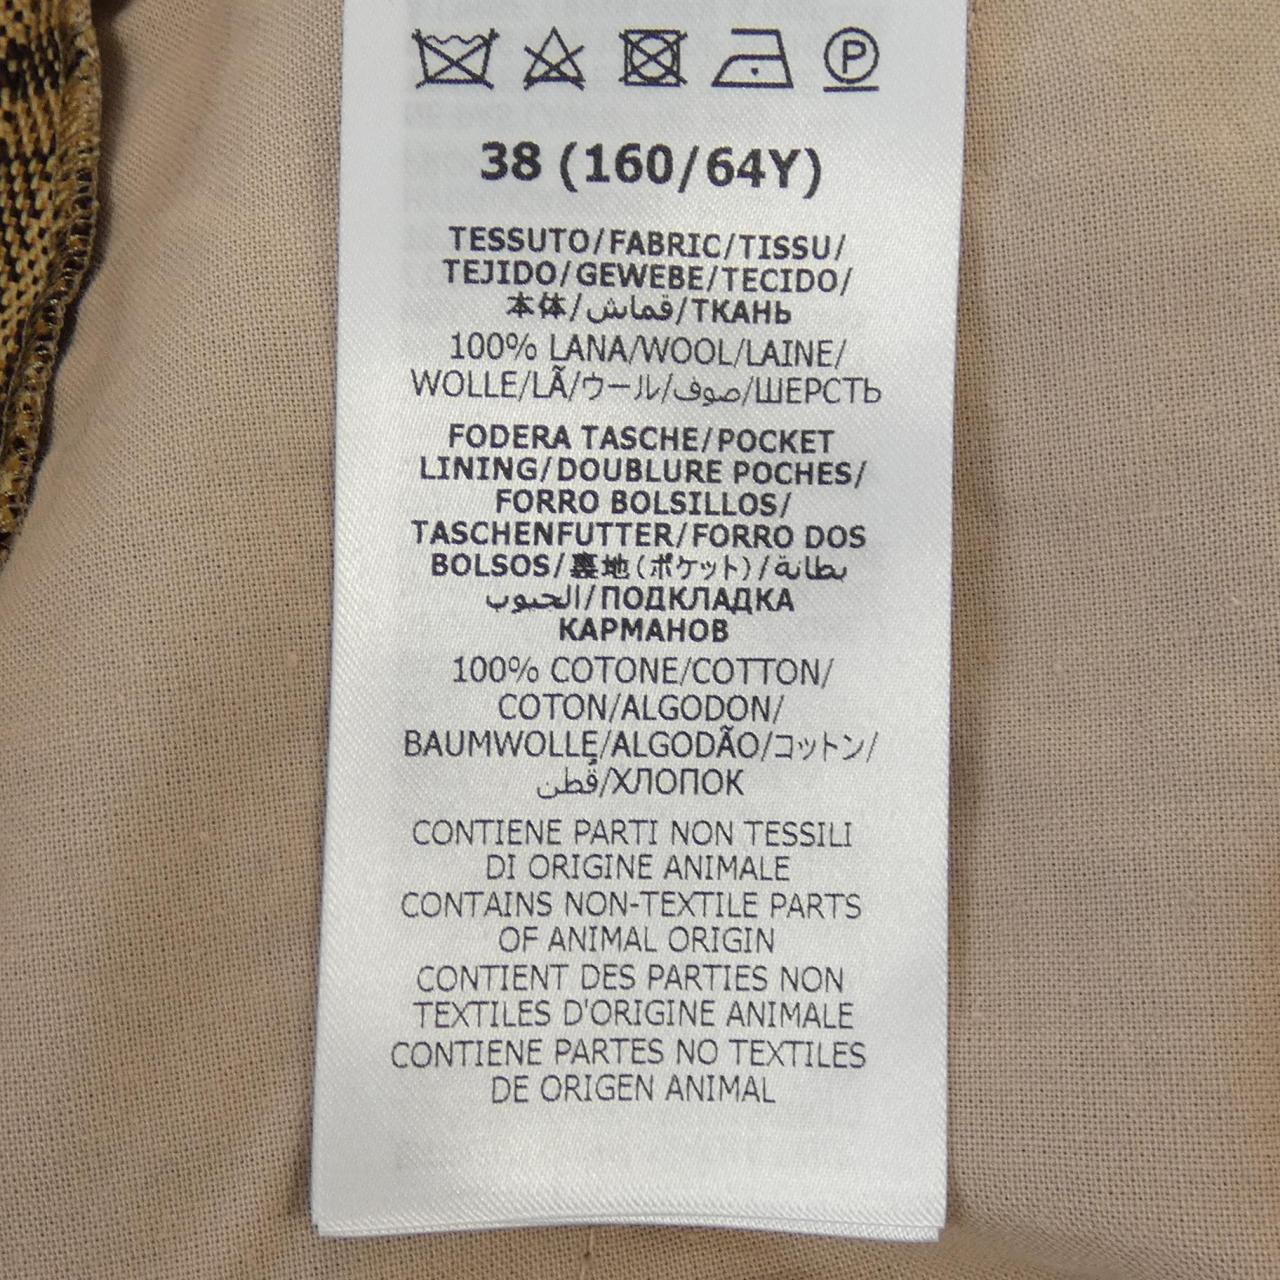 P
38 (160/64Y)
TESSUTO/FABRIC/TISSU/
TEJIDO/GEWEBE/TECIDO/
本体/قماش/ТКАНЬ
100% LANA/WOOL/LAINE/
WOLLE/LÃ/ウール/صوف/ШЕРСТЬ
FODERA TASCHE/POCKET
LINING/DOUBLURE POCHES/
FORRO BOLSILLOS/
TASCHENFUTTER/FORRO DOS
BOLSOS/裏地(ポケット)/بطانة
الجيوب/ПОДКЛАДКА
КАРМАНОВ
100% COTONE/COTTON/
COTON/ALGODON/
BAUMWOLLE/ALGODÃO/コットン/
قُطن/ХЛОПОК
CONTIENE PARTI NON TESSILI
DI ORIGINE ANIMALE
CONTAINS NON-TEXTILE PARTS
OF ANIMAL ORIGIN
CONTIENT DES PARTIES NON
TEXTILES D'ORIGINE ANIMALE
CONTIENE PARTES NO TEXTILES
DE ORIGEN ANIMAL